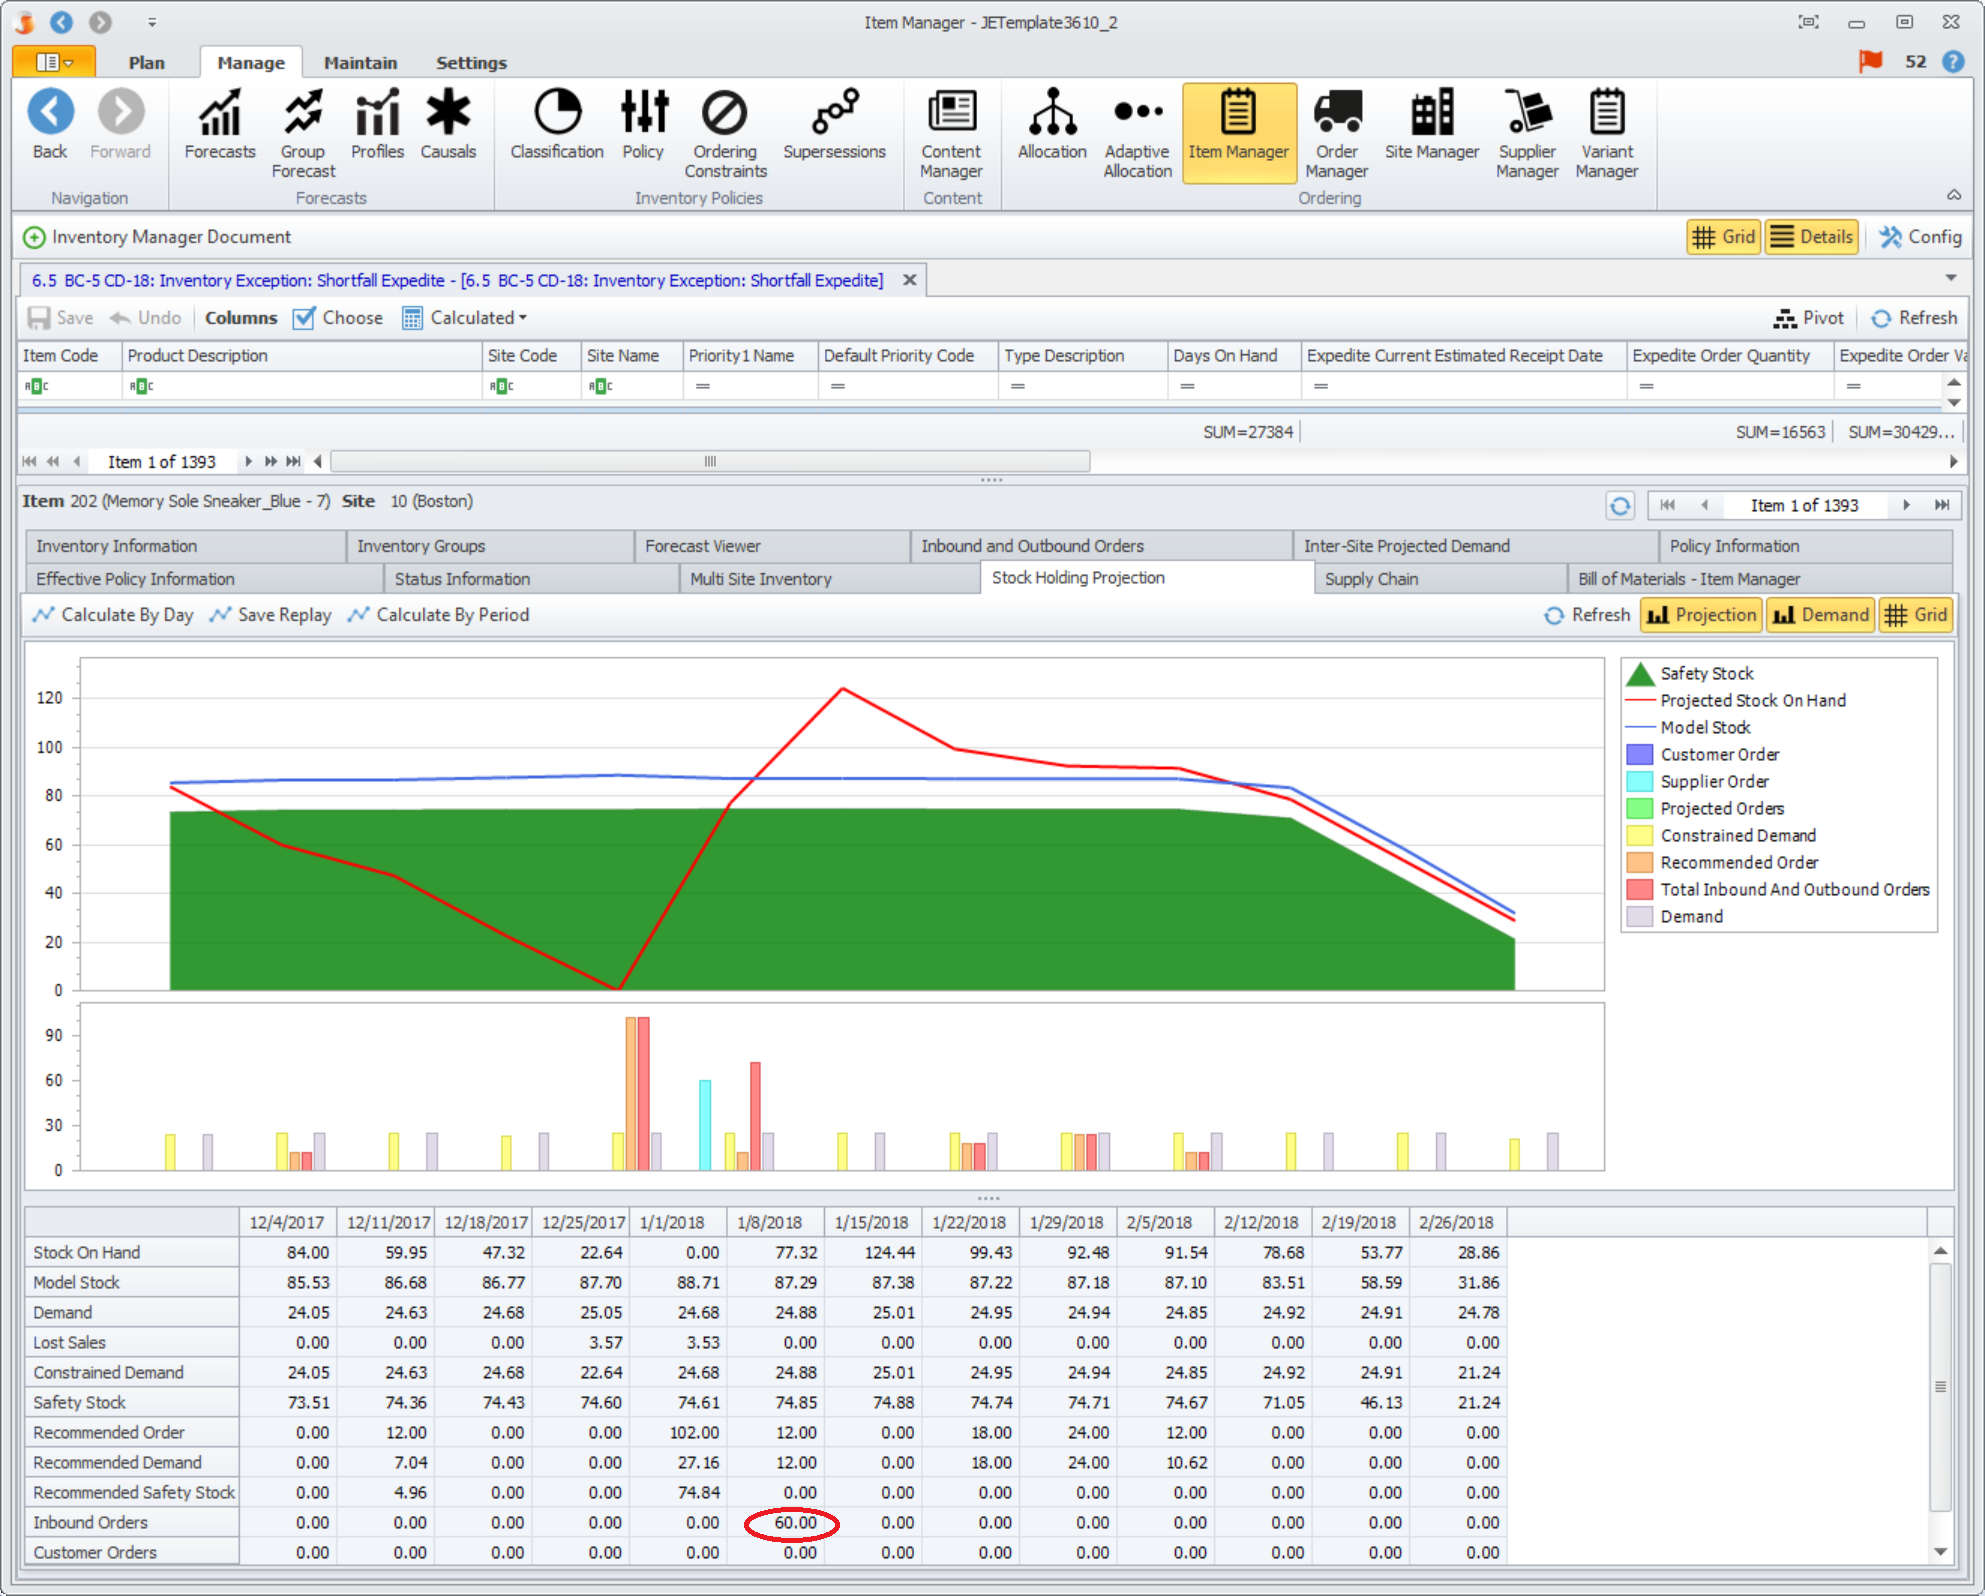 Item Manager - JETemplate3610_2
Plan Manage Maintain Settings 52 ?
Back Forward Forecasts Group Forecast Profiles Causals Classification Policy Ordering Constraints Supersessions Content Manager Allocation Adaptive Allocation Item Manager Order Manager Site Manager Supplier Manager Variant Manager
Navigation Forecasts Inventory Policies Content Ordering
Inventory Manager Document Grid Details Config
6.5 BC-5 CD-18: Inventory Exception: Shortfall Expedite - [6.5 BC-5 CD-18: Inventory Exception: Shortfall Expedite]
Save Undo Columns Choose Calculated Pivot Refresh
Item Code Product Description Site Code Site Name Priority1 Name Default Priority Code Type Description Days On Hand Expedite Current Estimated Receipt Date Expedite Order Quantity Expedite Order Va
ABC ABC ABC ABC = = = = = = =
SUM=27384 SUM=16563 SUM=30429...
Item 1 of 1393
Item 202 (Memory Sole Sneaker_Blue - 7) Site 10 (Boston) Item 1 of 1393
Inventory Information Inventory Groups Forecast Viewer Inbound and Outbound Orders Inter-Site Projected Demand Policy Information
Effective Policy Information Status Information Multi Site Inventory Stock Holding Projection Supply Chain Bill of Materials - Item Manager
Calculate By Day Save Replay Calculate By Period Refresh Projection Demand Grid
120
100
80
60
40
20
0
Safety Stock
Projected Stock On Hand
Model Stock
Customer Order
Supplier Order
Projected Orders
Constrained Demand
Recommended Order
Total Inbound And Outbound Orders
Demand
90
60
30
0
12/4/2017 12/11/2017 12/18/2017 12/25/2017 1/1/2018 1/8/2018 1/15/2018 1/22/2018 1/29/2018 2/5/2018 2/12/2018 2/19/2018 2/26/2018
Stock On Hand 84.00 59.95 47.32 22.64 0.00 77.32 124.44 99.43 92.48 91.54 78.68 53.77 28.86
Model Stock 85.53 86.68 86.77 87.70 88.71 87.29 87.38 87.22 87.18 87.10 83.51 58.59 31.86
Demand 24.05 24.63 24.68 25.05 24.68 24.88 25.01 24.95 24.94 24.85 24.92 24.91 24.78
Lost Sales 0.00 0.00 0.00 3.57 3.53 0.00 0.00 0.00 0.00 0.00 0.00 0.00 0.00
Constrained Demand 24.05 24.63 24.68 22.64 24.68 24.88 25.01 24.95 24.94 24.85 24.92 24.91 21.24
Safety Stock 73.51 74.36 74.43 74.60 74.61 74.85 74.88 74.74 74.71 74.67 71.05 46.13 21.24
Recommended Order 0.00 12.00 0.00 0.00 102.00 12.00 0.00 18.00 24.00 12.00 0.00 0.00 0.00
Recommended Demand 0.00 7.04 0.00 0.00 27.16 12.00 0.00 18.00 24.00 10.62 0.00 0.00 0.00
Recommended Safety Stock 0.00 4.96 0.00 0.00 74.84 0.00 0.00 0.00 0.00 0.00 0.00 0.00 0.00
Inbound Orders 0.00 0.00 0.00 0.00 0.00 60.00 0.00 0.00 0.00 0.00 0.00 0.00 0.00
Customer Orders 0.00 0.00 0.00 0.00 0.00 0.00 0.00 0.00 0.00 0.00 0.00 0.00 0.00